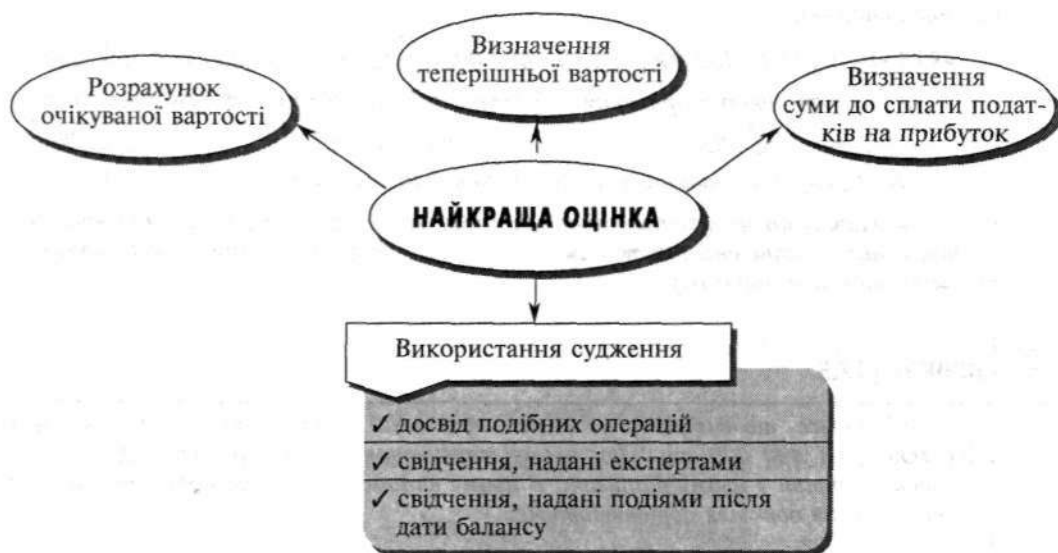 Визначення
теперішньої вартості
Розрахунок
очікуваної вартості
Визначення
суми до сплати подат-
ків на прибуток
НАЙКРАЩА ОЦІНКА
Використання судження
✓ досвід подібних операцій
✓ свідчення, надані експертами
✓ свідчення, надані подіями після
дати балансу